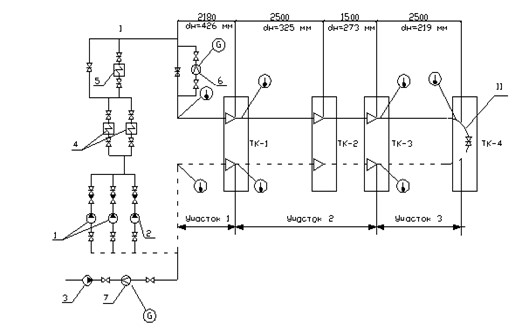 I
2180
2500
1500
2500
dн=426 мм
dн=325 мм
dн=273 мм
dн=219 мм
G
5
6
II
4
ТК-1
ТК-2
ТК-3
ТК-4
1
2
Участок 1
Участок 2
Участок 3
3
7
G